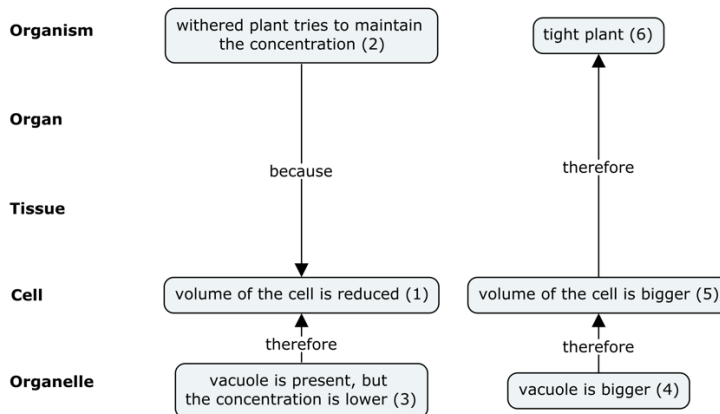 Organism
withered plant tries to maintain
the concentration (2)
tight plant (6)
Organ
because
therefore
Tissue
Cell
volume of the cell is reduced (1)
volume of the cell is bigger (5)
therefore
therefore
Organelle
vacuole is present, but
the concentration is lower (3)
vacuole is bigger (4)